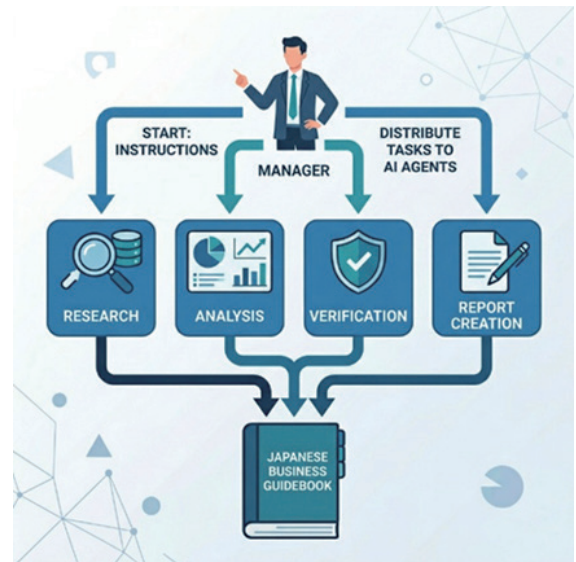 START:
INSTRUCTIONS
MANAGER
DISTRIBUTE
TASKS TO
AI AGENTS
RESEARCH
ANALYSIS
VERIFICATION
REPORT
CREATION
JAPANESE
BUSINESS
GUIDEBOOK